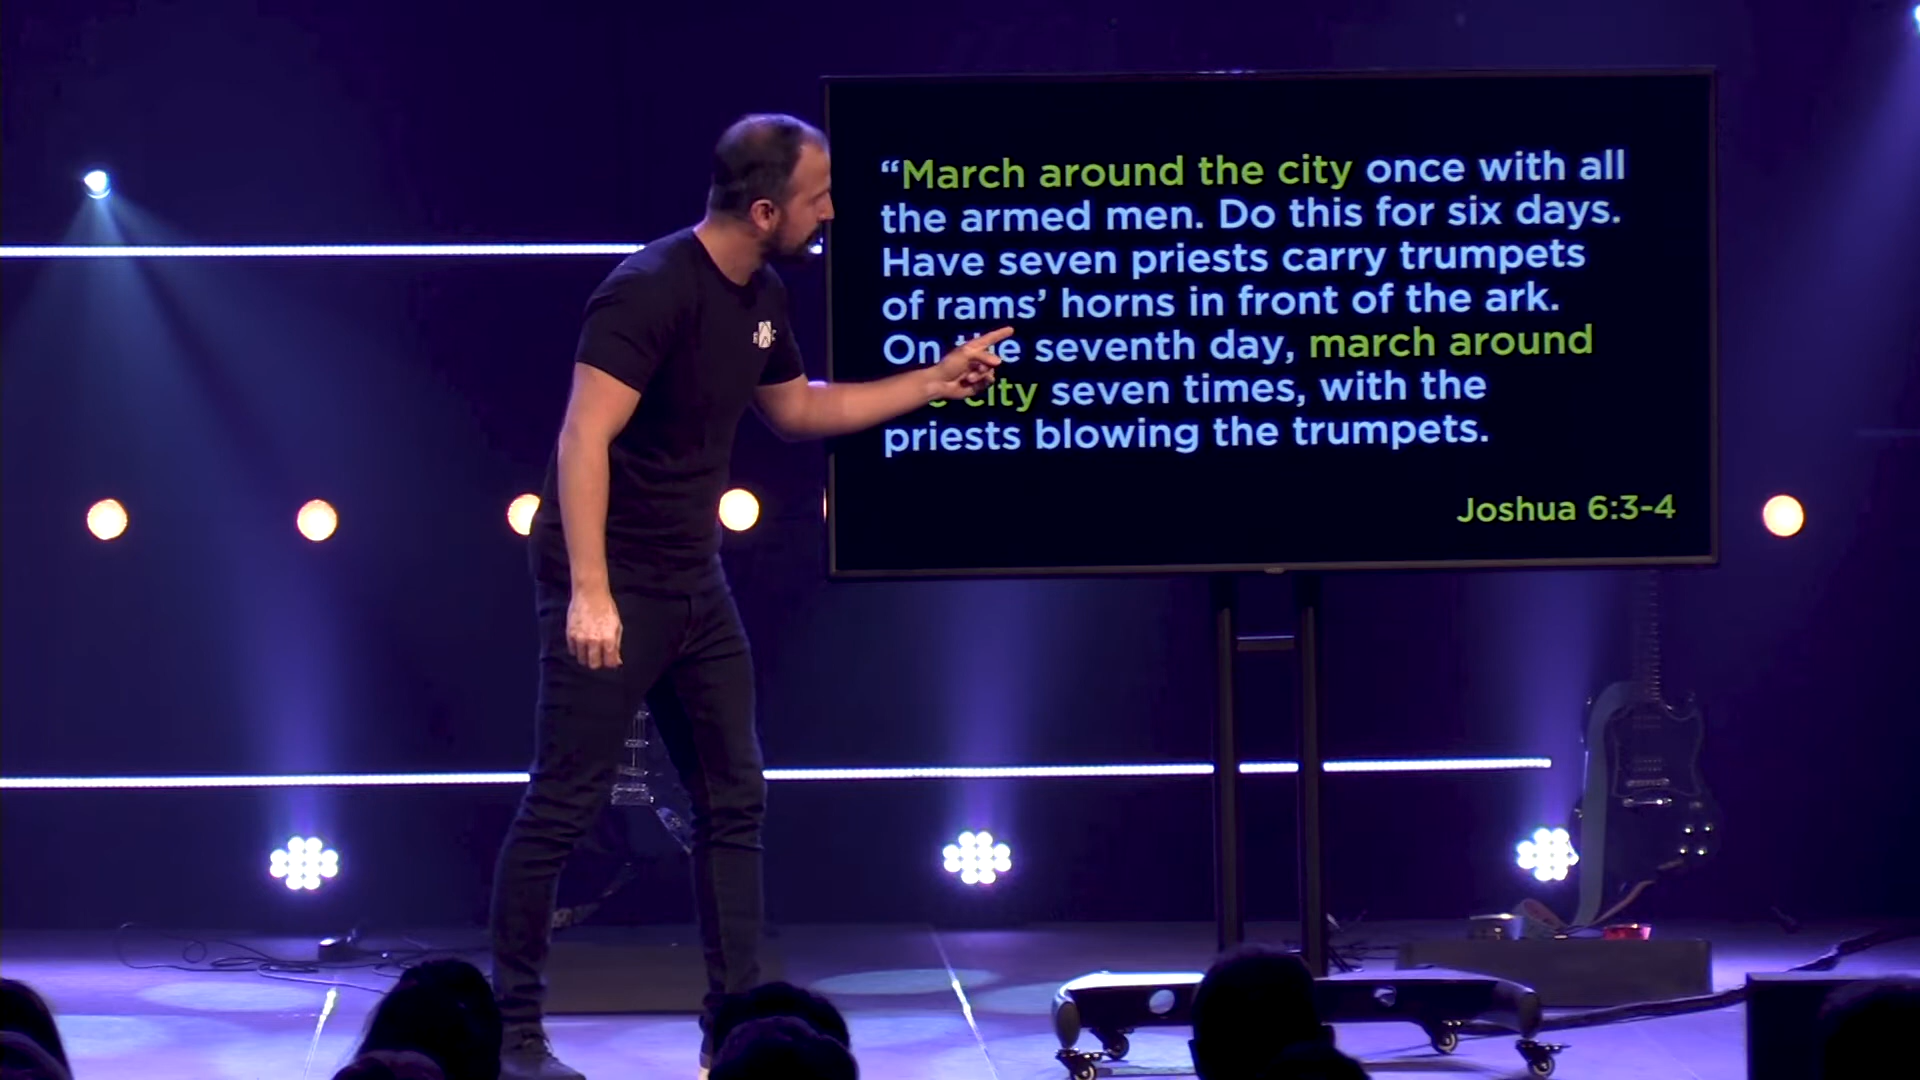 “March around the city once with all
the armed men. Do this for six days.
Have seven priests carry trumpets
of rams’ horns in front of the ark.
On the seventh day, march around
city seven times, with the
priests blowing the trumpets.
Joshua 6:3-4